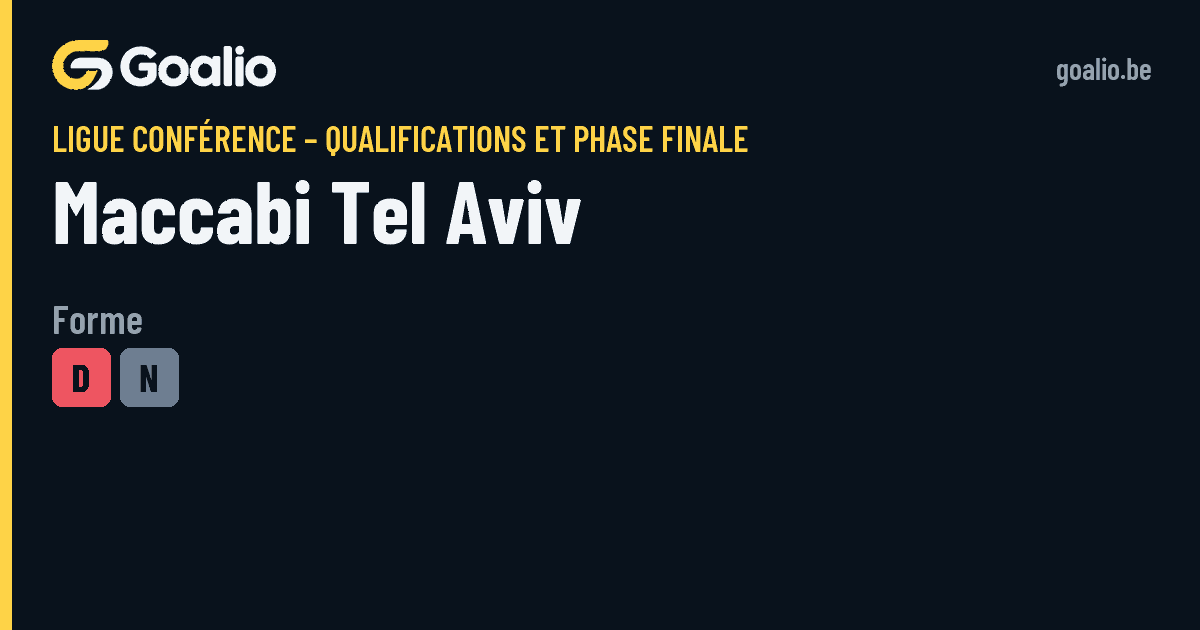 Goalio
goalio.be
LIGUE CONFÉRENCE – QUALIFICATIONS ET PHASE FINALE
Maccabi Tel Aviv
Forme
D N